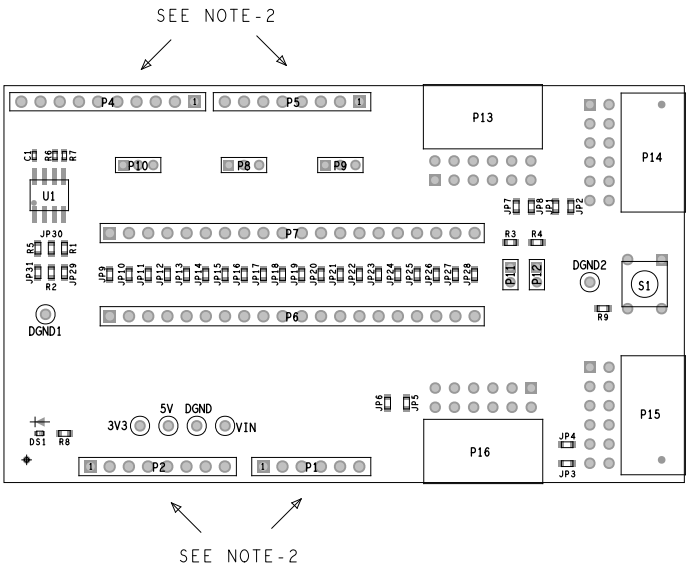 SEE NOTE-2
P4 1
P5 1
P13
P14
C1
R6
R7
P10
P8
P9
U1
JP7
JP8
JP1
JP2
JP30
P7
R3
R4
R5
R1
JP31
JP29
R2
JP9
JP10
JP11
JP12
JP13
JP14
JP15
JP16
JP17
JP18
JP19
JP20
JP21
JP22
JP23
JP24
JP25
JP26
JP27
JP28
P11
P12
DGND2
S1
R9
DGND1
P6
JP6
JP5
P15
3V3
5V
DGND
VIN
DS1
R8
JP4
JP3
P16
1 P2
1 P1
SEE NOTE-2